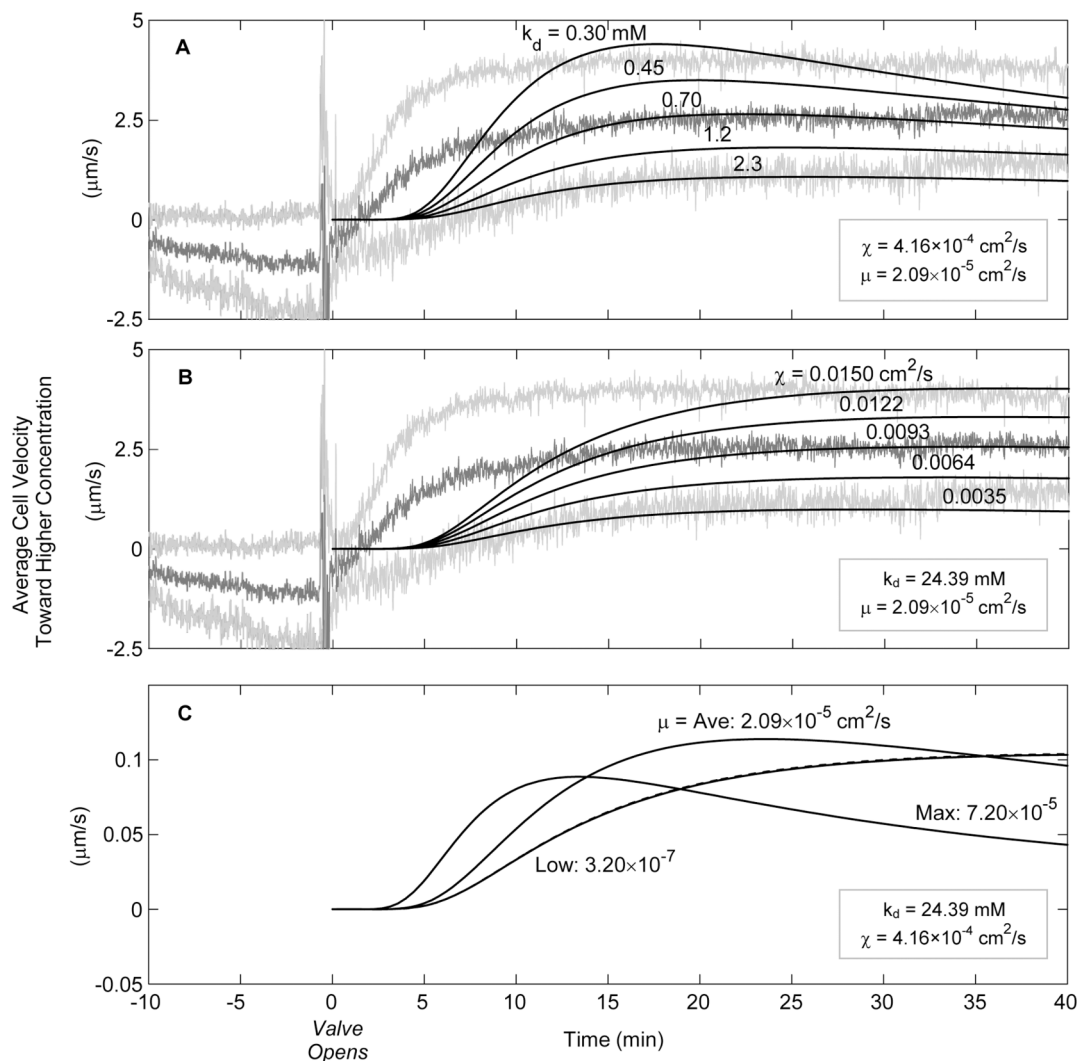 5
A
k_d = 0.30 mM
0.45
2.5
0.70
1.2
2.3
(μm/s)
0
χ = 4.16×10⁻⁴ cm²/s
μ = 2.09×10⁻⁵ cm²/s
-2.5
5
B
χ = 0.0150 cm²/s
0.0122
0.0093
2.5
0.0064
0.0035
(μm/s)
0
k_d = 24.39 mM
μ = 2.09×10⁻⁵ cm²/s
-2.5
Average Cell Velocity
Toward Higher Concentration
C
μ = Ave: 2.09×10⁻⁵ cm²/s
0.1
Max: 7.20×10⁻⁵
0.05
Low: 3.20×10⁻⁷
(μm/s)
0
k_d = 24.39 mM
χ = 4.16×10⁻⁴ cm²/s
-0.05
-10 -5 0 5 10 15 20 25 30 35 40
Valve
Opens
Time (min)